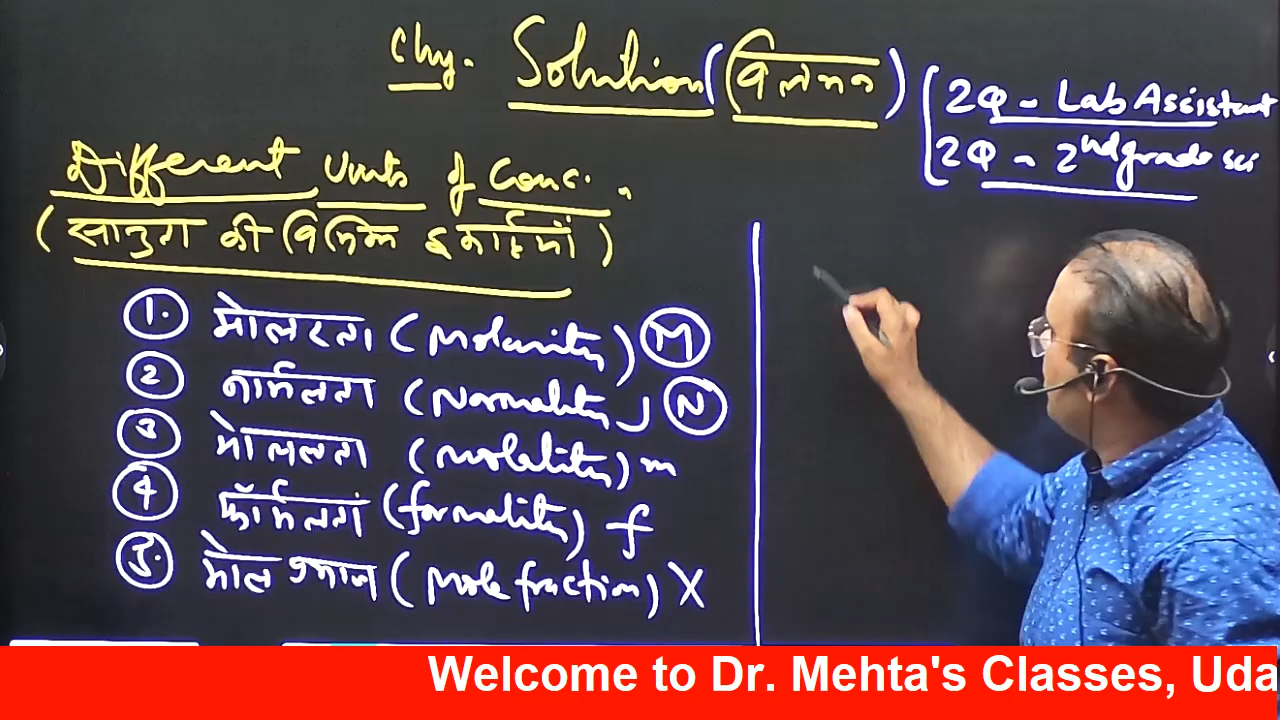 Chy. Solution (विलयन)
[2Q - Lab Assistant
2Q - 2nd grade sci
Different Units of Conc.
(सान्द्रता की विभिन्न इकाईयाँ)
1. मोलरता (Molarity) M
2 नार्मलता (Normality) N
3 मोललता (Molality) m
4 फॉर्मलता (formality) f
5. मोल प्रभाज (Mole fraction) X
Welcome to Dr. Mehta's Classes, Uda